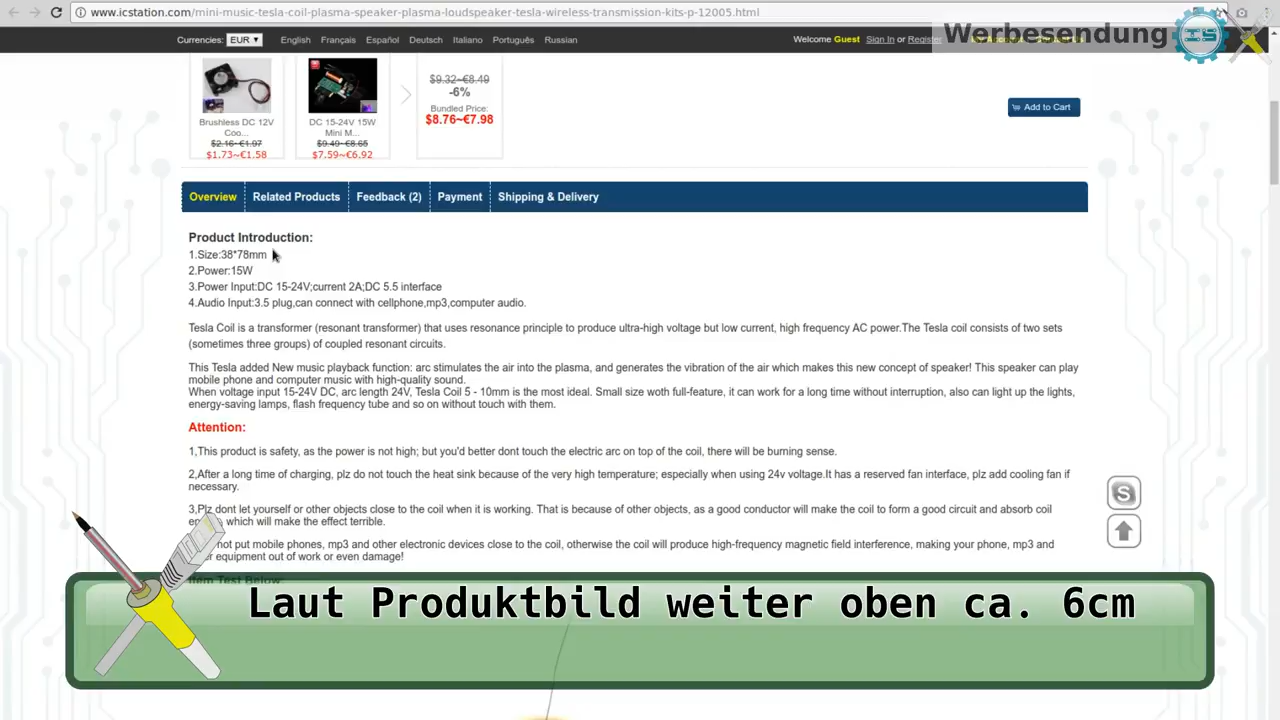 www.icstation.com/mini-music-tesla-coil-plasma-speaker-plasma-loudspeaker-tesla-wireless-transmission-kits-p-12005.html
Werbesendung
Currencies: EUR English Français Español Deutsch Italiano Português Russian Welcome Guest Sign In or Register
$9.32~€8.49
-6%
Bundled Price:
$8.76~€7.98
Add to Cart
Brushless DC 12V
Coo...
$2.16~€1.97
$1.73~€1.58
DC 15-24V 15W
Mini M...
$9.49~€8.65
$7.59~€6.92
Overview Related Products Feedback (2) Payment Shipping & Delivery
Product Introduction:
1.Size:38*78mm
2.Power:15W
3.Power Input:DC 15-24V;current 2A;DC 5.5 interface
4.Audio Input:3.5 plug,can connect with cellphone,mp3,computer audio.
Tesla Coil is a transformer (resonant transformer) that uses resonance principle to produce ultra-high voltage but low current, high frequency AC power.The Tesla coil consists of two sets
(sometimes three groups) of coupled resonant circuits.
This Tesla added New music playback function: arc stimulates the air into the plasma, and generates the vibration of the air which makes this new concept of speaker! This speaker can play
mobile phone and computer music with high-quality sound.
When voltage input 15-24V DC, arc length 24V, Tesla Coil 5 - 10mm is the most ideal. Small size woth full-feature, it can work for a long time without interruption, also can light up the lights,
energy-saving lamps, flash frequency tube and so on without touch with them.
Attention:
1,This product is safety, as the power is not high; but you'd better dont touch the electric arc on top of the coil, there will be burning sense.
2,After a long time of charging, plz do not touch the heat sink because of the very high temperature; especially when using 24v voltage.It has a reserved fan interface, plz add cooling fan if
necessary.
3,Plz dont let yourself or other objects close to the coil when it is working. That is because of other objects, as a good conductor will make the coil to form a good circuit and absorb coil
which will make the effect terrible.
not put mobile phones, mp3 and other electronic devices close to the coil, otherwise the coil will produce high-frequency magnetic field interference, making your phone, mp3 and
equipment out of work or even damage!
Item Test Below:
Laut Produktbild weiter oben ca. 6cm
S